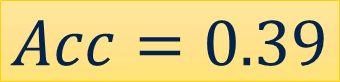 Acc = 0.39